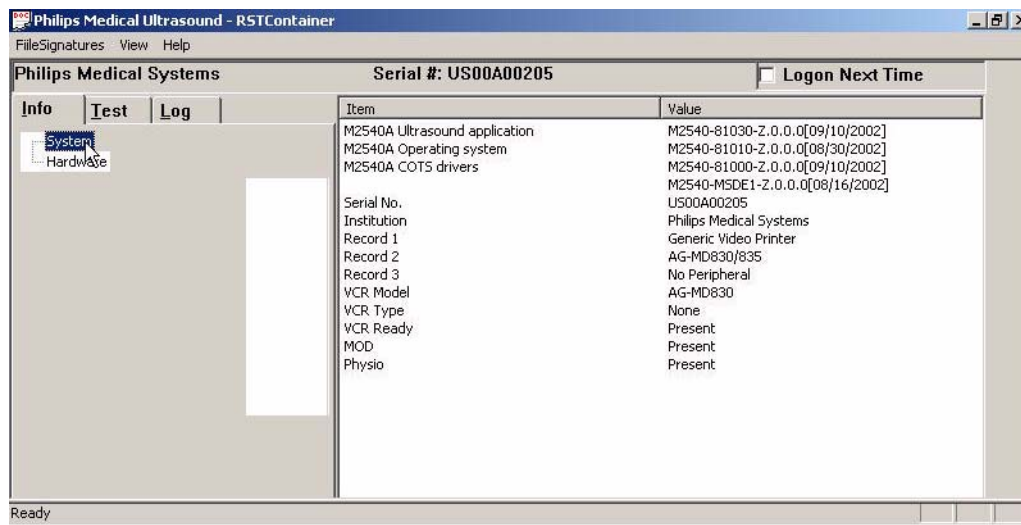 Philips Medical Ultrasound - RSTContainer
FiileSignatures View Help
Philips Medical Systems Serial #: US00A00205 Logon Next Time
Info Test Log
System
Hardware
Item Value
M2540A Ultrasound application M2540-81030-Z.0.0.0[09/10/2002]
M2540A Operating system M2540-81010-Z.0.0.0[08/30/2002]
M2540A COTS drivers M2540-81000-Z.0.0.0[09/10/2002]
M2540-MSDE1-Z.0.0.0[08/16/2002]
Serial No. US00A00205
Institution Philips Medical Systems
Record 1 Generic Video Printer
Record 2 AG-MD830/835
Record 3 No Peripheral
VCR Model AG-MD830
VCR Type None
VCR Ready Present
MOD Present
Physio Present
Ready